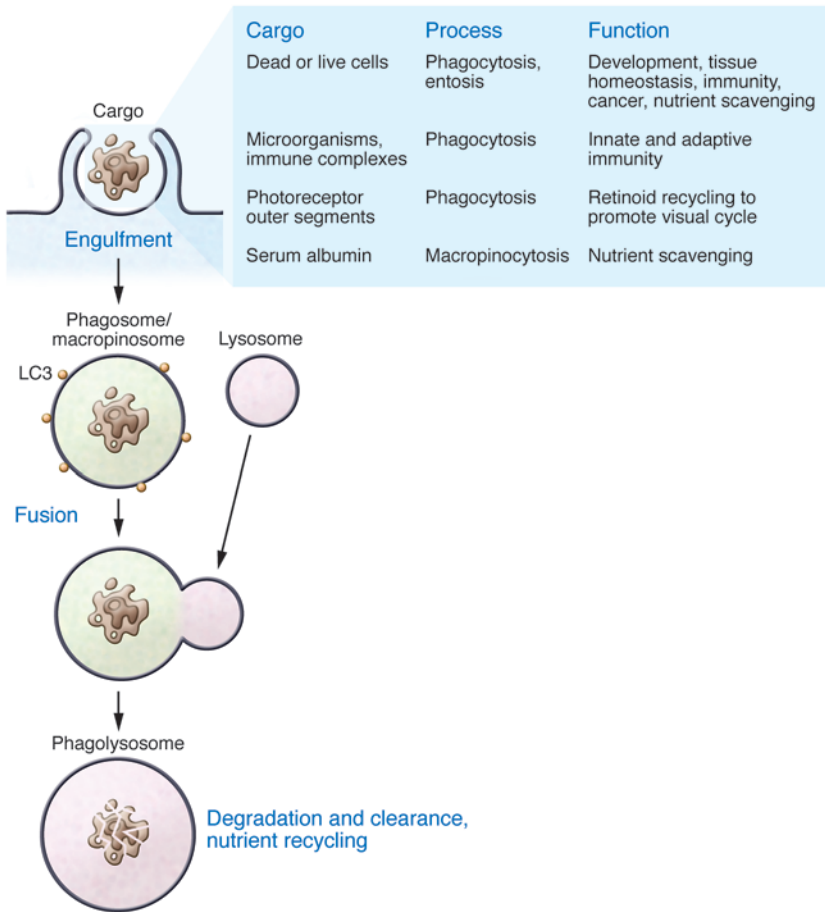 Cargo Process Function
Dead or live cells Phagocytosis, Development, tissue
entosis homeostasis, immunity,
cancer, nutrient scavenging
Cargo
Microorganisms, Phagocytosis Innate and adaptive
immune complexes immunity
Photoreceptor Phagocytosis Retinoid recycling to
outer segments promote visual cycle
Engulfment
Serum albumin Macropinocytosis Nutrient scavenging
Phagosome/
macropinosome
Lysosome
LC3
Fusion
Phagolysosome
Degradation and clearance,
nutrient recycling